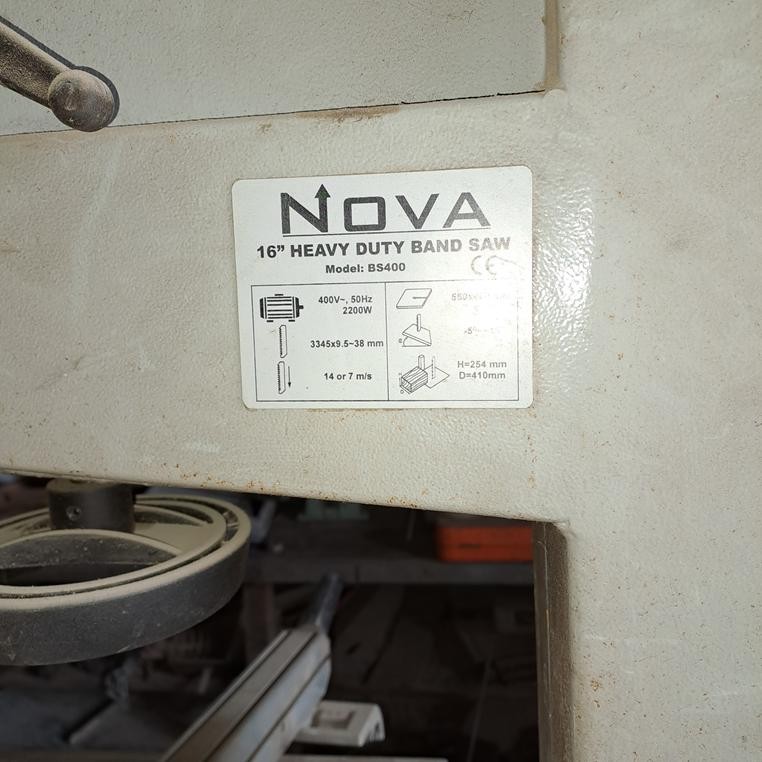 NOVA
16” HEAVY DUTY BAND SAW
Model: BS400
CE
400V~, 50Hz
2200W
3345x9.5~38 mm
14 or 7 m/s
H=254 mm
D=410mm